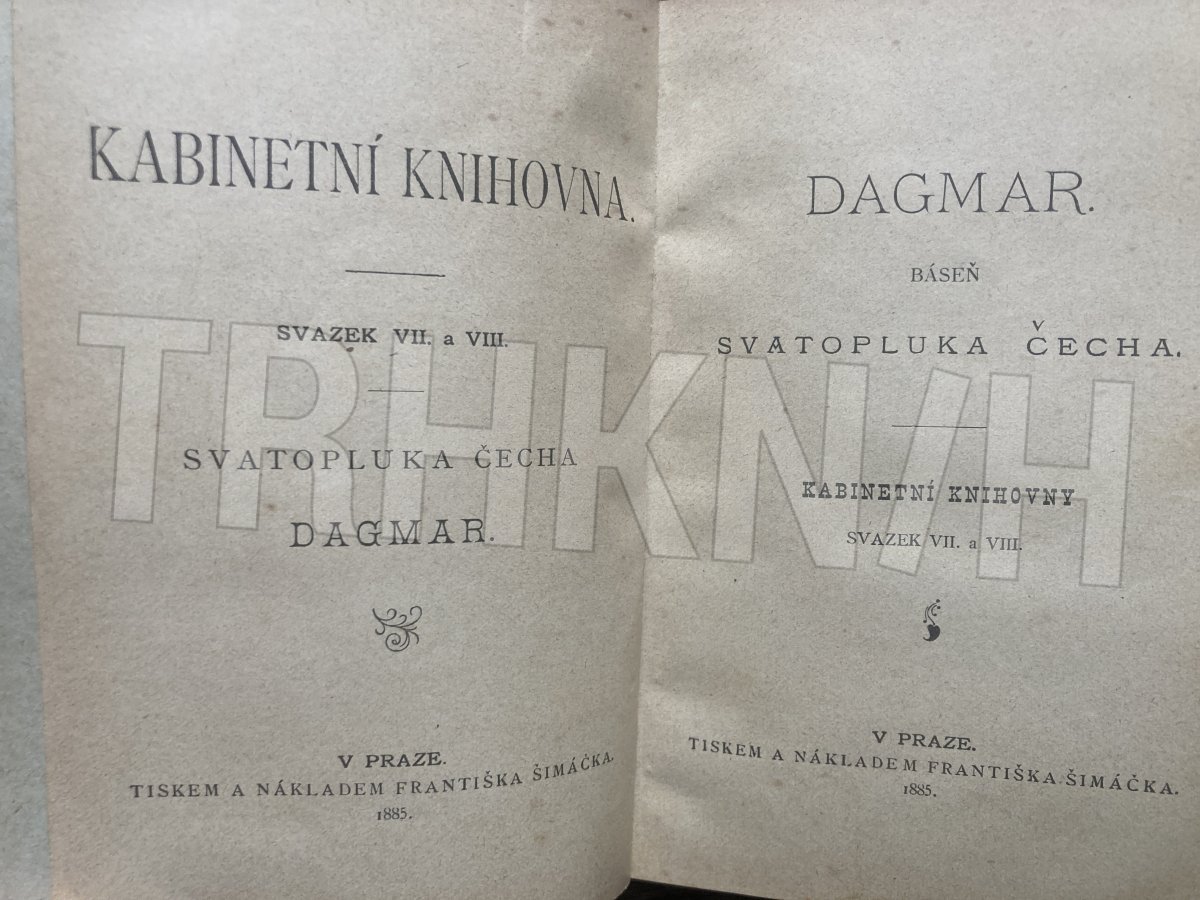 KABINETNÍ KNIHOVNA.
SVAZEK VII. a VIII.
SVATOPLUKA ČECHA
DAGMAR.
V PRAZE.
TISKEM A NÁKLADEM FRANTIŠKA ŠIMÁČKA.
1885.
DAGMAR.
BÁSEŇ
SVATOPLUKA ČECHA.
KABINETNÍ KNIHOVNY
SVAZEK VII. a VIII.
V PRAZE.
TISKEM A NÁKLADEM FRANTIŠKA ŠIMÁČKA.
1885.
TRHKNIH